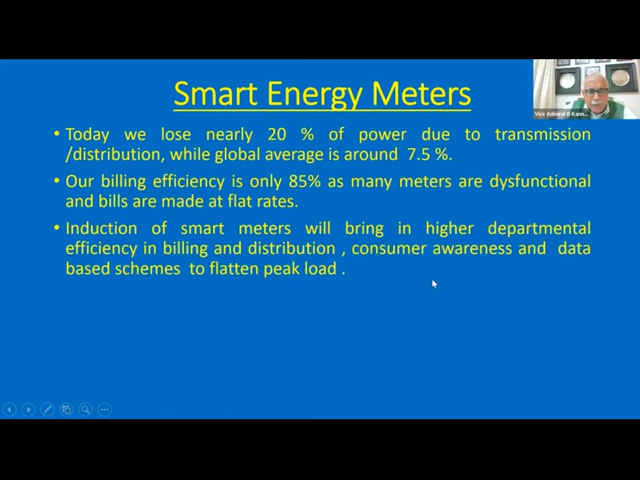 Smart Energy Meters
• Today we lose nearly 20 % of power due to transmission
/distribution, while global average is around 7.5 %.
• Our billing efficiency is only 85% as many meters are dysfunctional
and bills are made at flat rates.
• Induction of smart meters will bring in higher departmental
efficiency in billing and distribution , consumer awareness and data
based schemes to flatten peak load .
Vice Admiral D Kann...